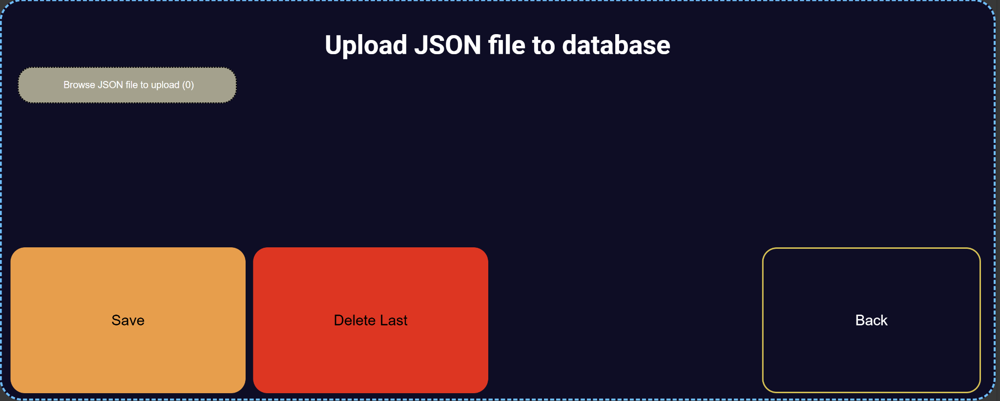 Upload JSON file to database
Browse JSON file to upload (0)
Save
Delete Last
Back